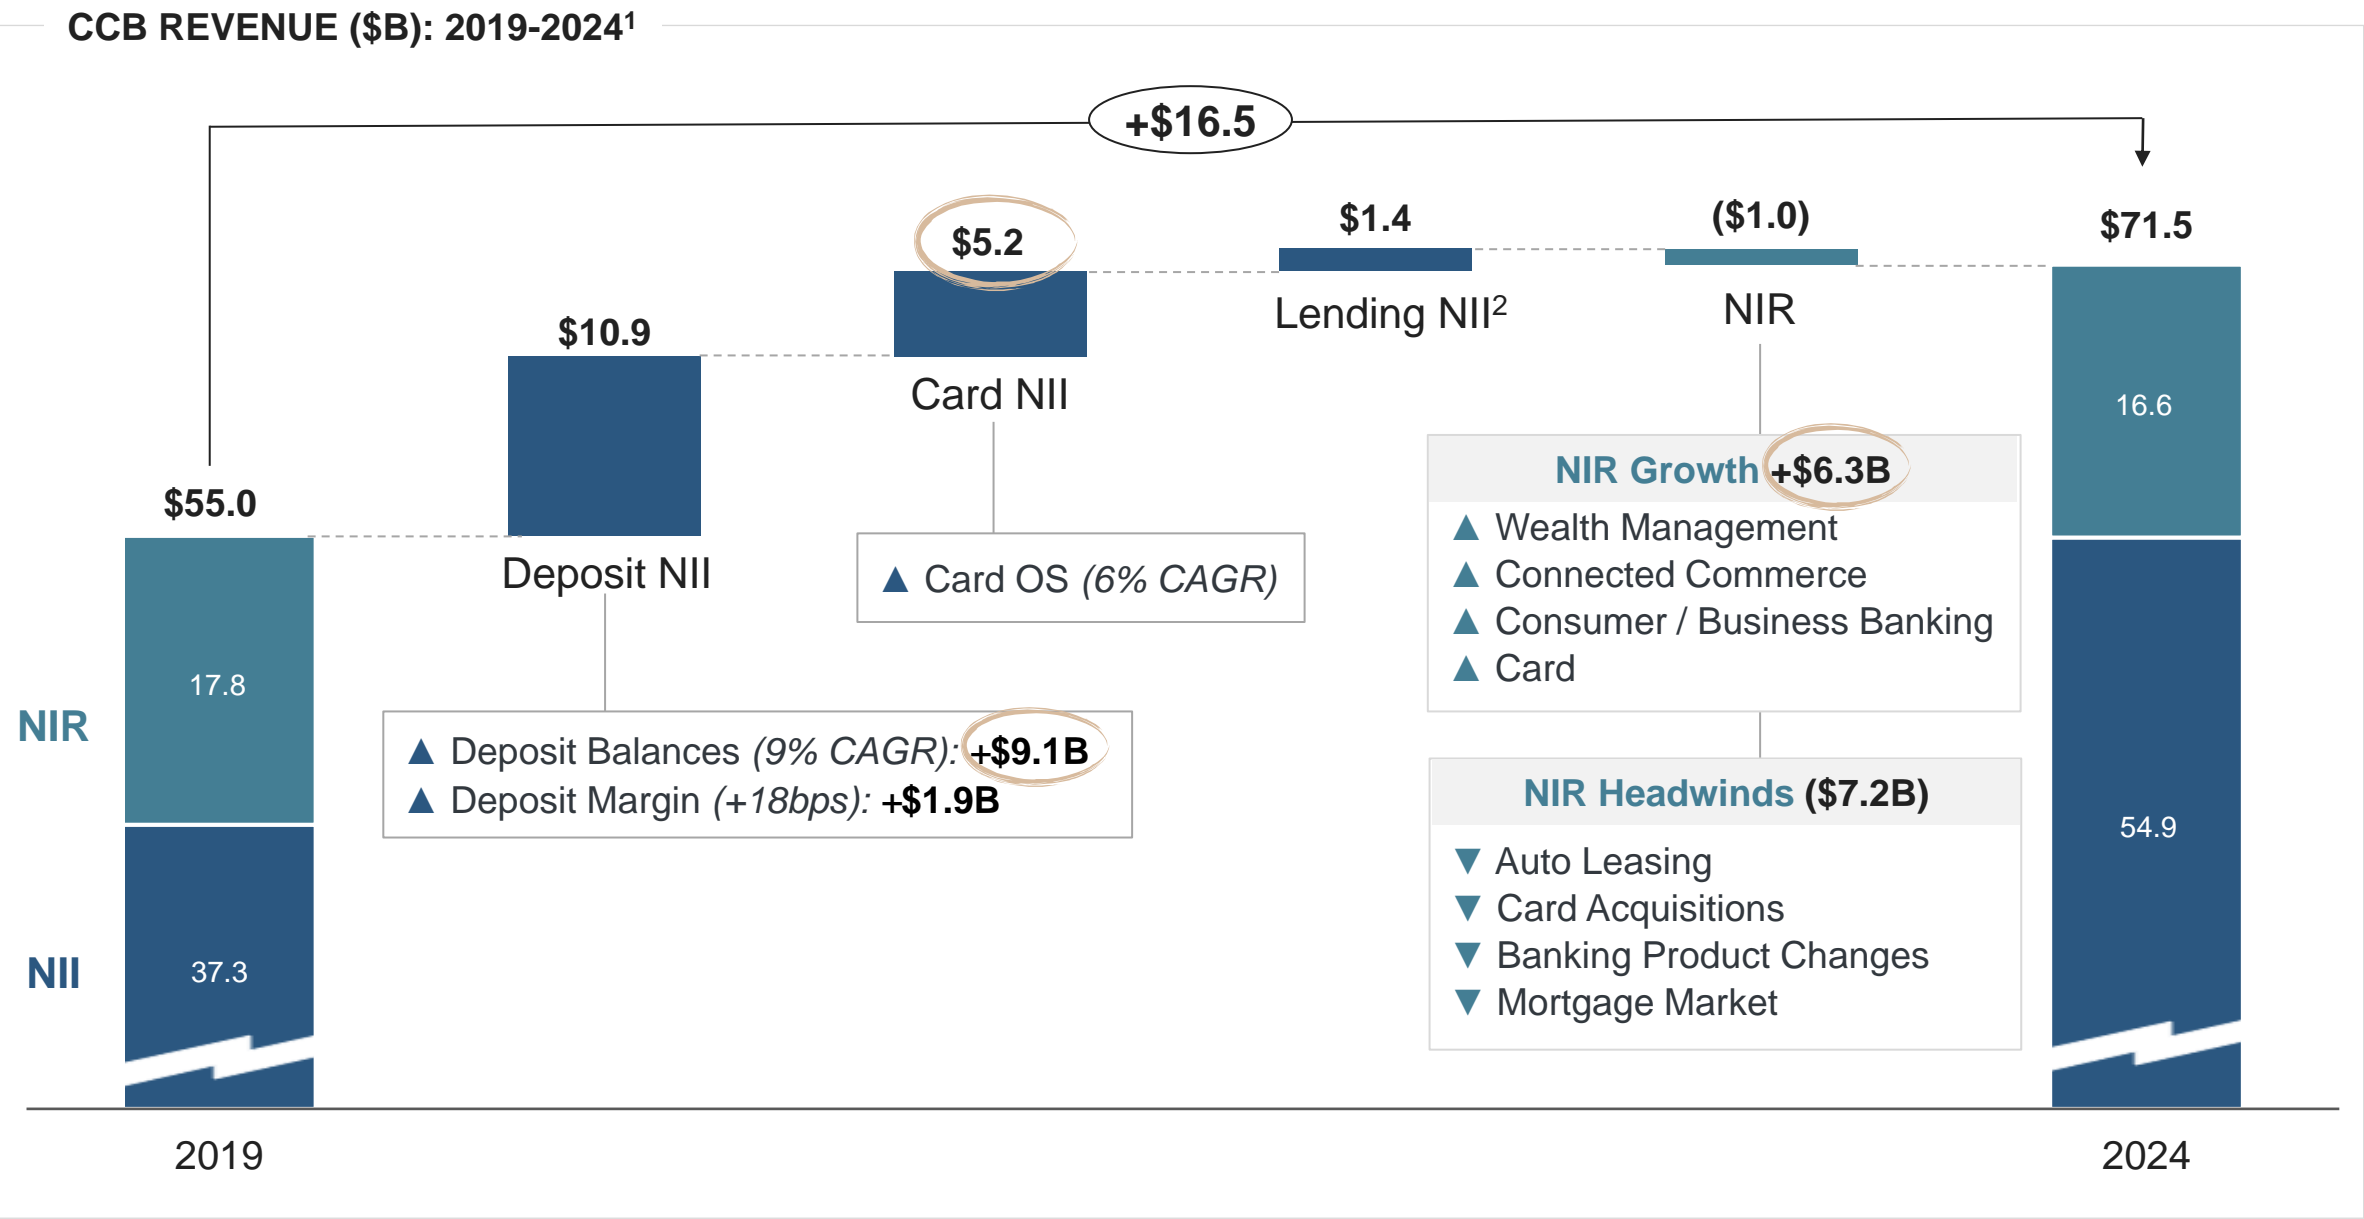 CCB REVENUE ($B): 2019-2024¹
+$16.5
$55.0
17.8
37.3
NIR
NII
2019
$10.9
Deposit NII
▲ Deposit Balances (9% CAGR): +$9.1B
▲ Deposit Margin (+18bps): +$1.9B
$5.2
Card NII
▲ Card OS (6% CAGR)
$1.4
Lending NII²
($1.0)
NIR
NIR Growth +$6.3B
▲ Wealth Management
▲ Connected Commerce
▲ Consumer / Business Banking
▲ Card
NIR Headwinds ($7.2B)
▼ Auto Leasing
▼ Card Acquisitions
▼ Banking Product Changes
▼ Mortgage Market
$71.5
16.6
54.9
2024